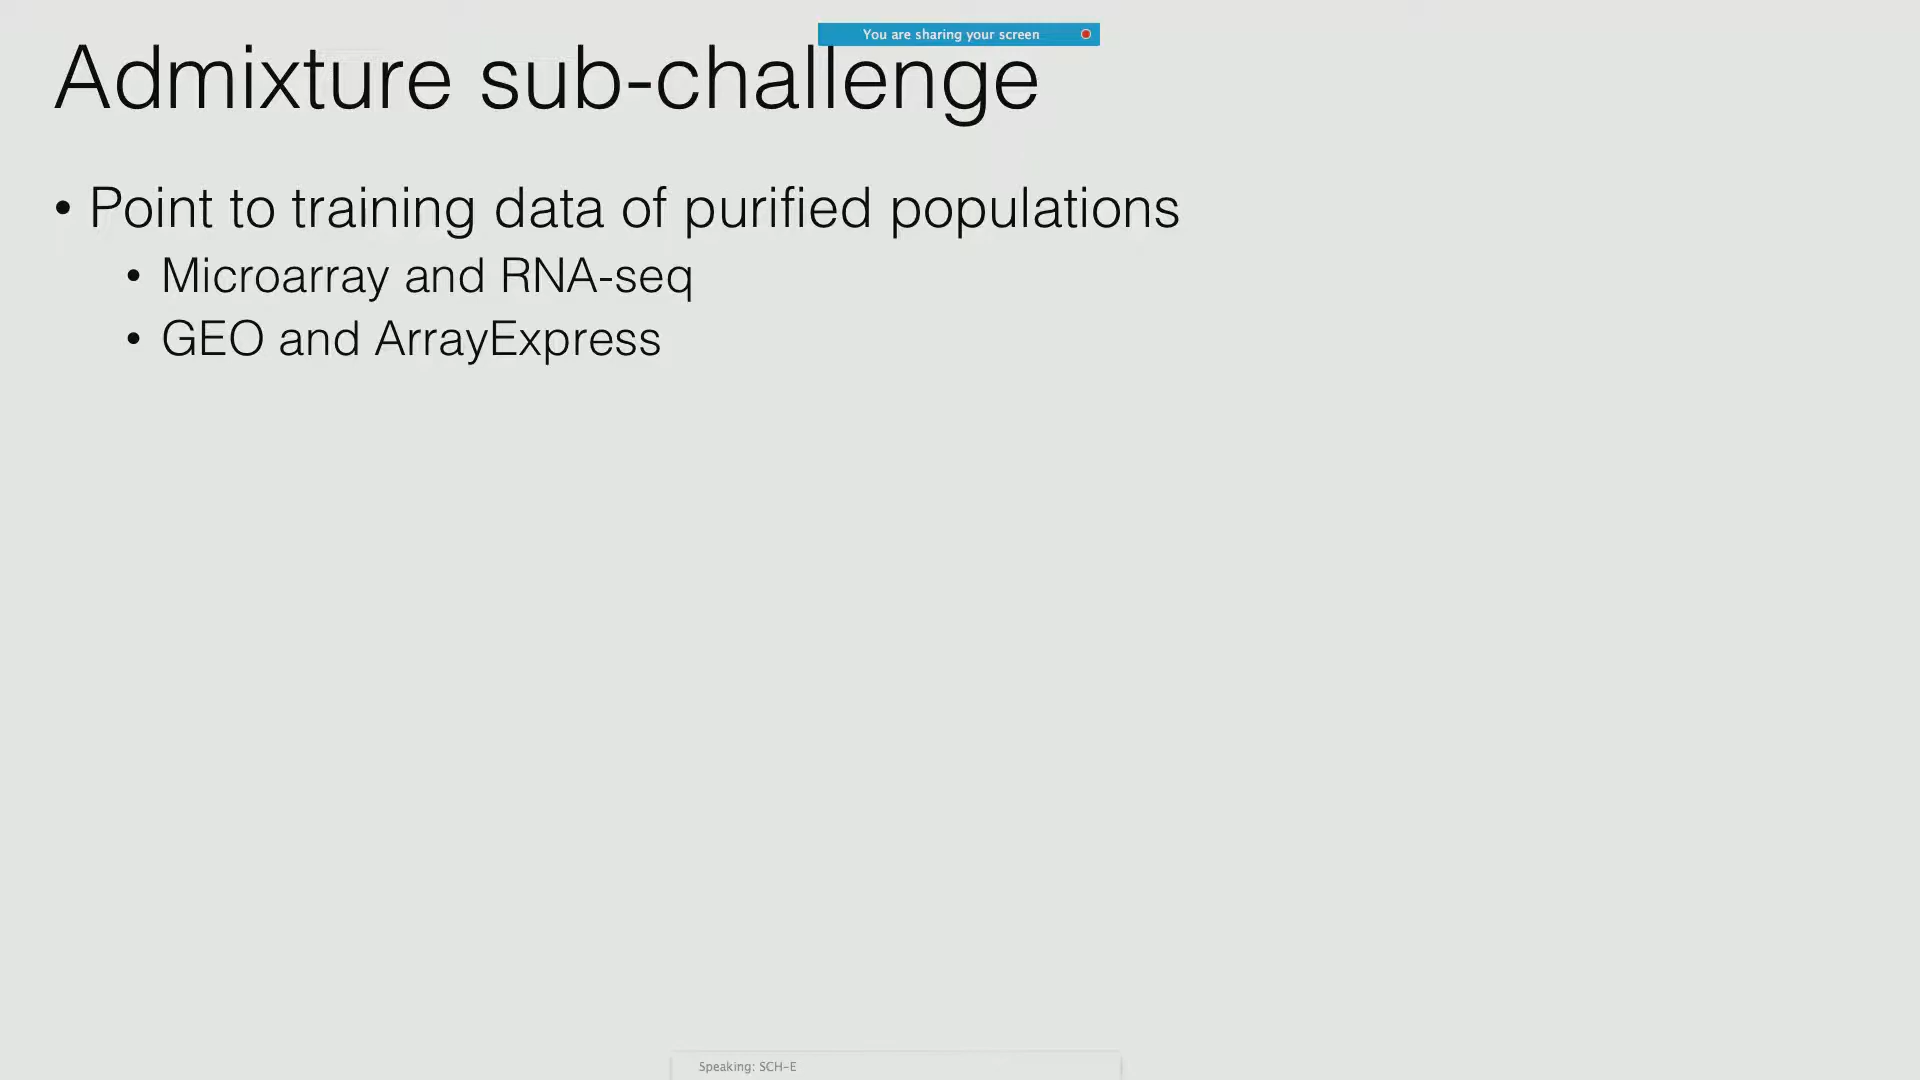 You are sharing your screen
Admixture sub-challenge
• Point to training data of purified populations
• Microarray and RNA-seq
• GEO and ArrayExpress
Speaking: SCH-E